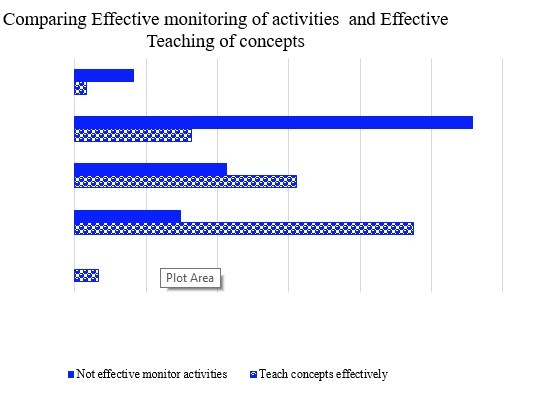 Comparing Effective monitoring of activities and Effective
Teaching of concepts
Plot Area
Not effective monitor activities
Teach concepts effectively